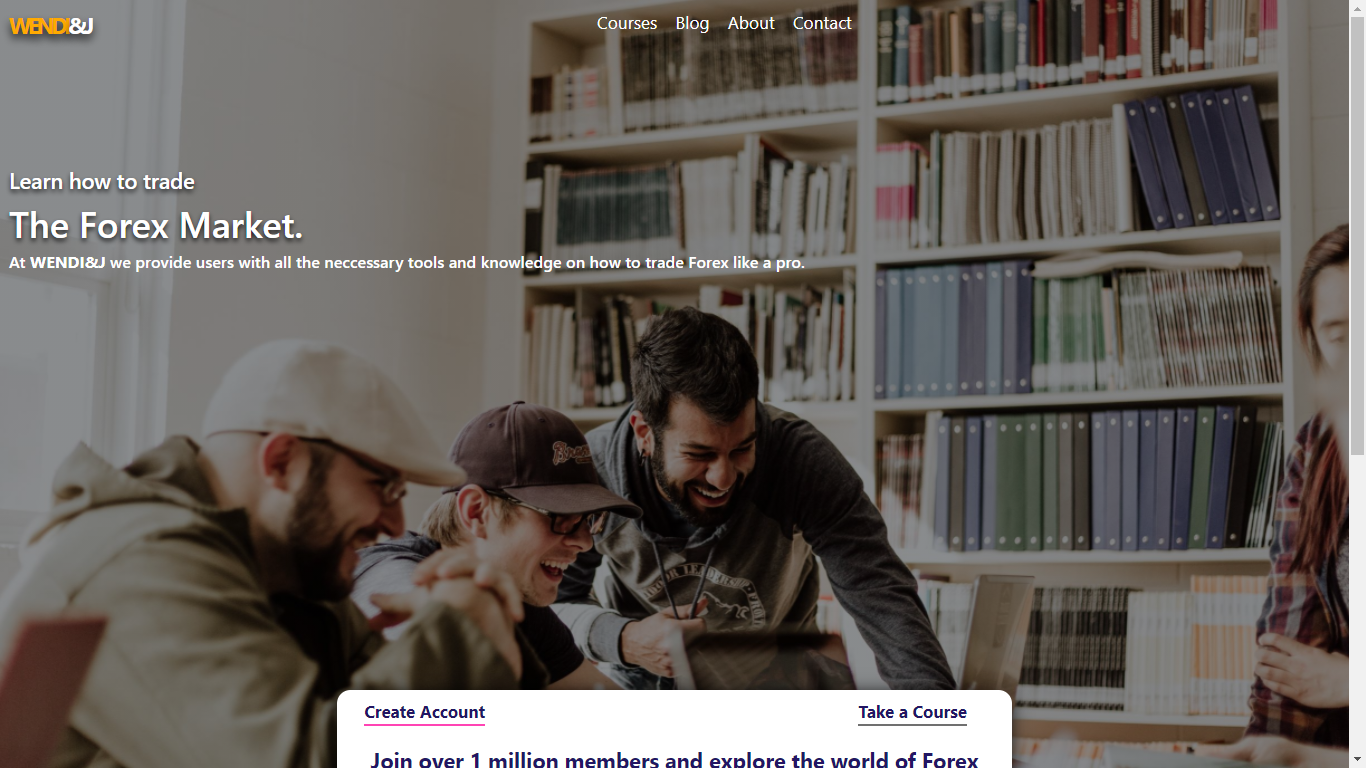 WENDI&J
Courses Blog About Contact
Learn how to trade
The Forex Market.
At WENDI&J we provide users with all the neccessary tools and knowledge on how to trade Forex like a pro.
Create Account
Take a Course
Join over 1 million members and explore the world of Forex